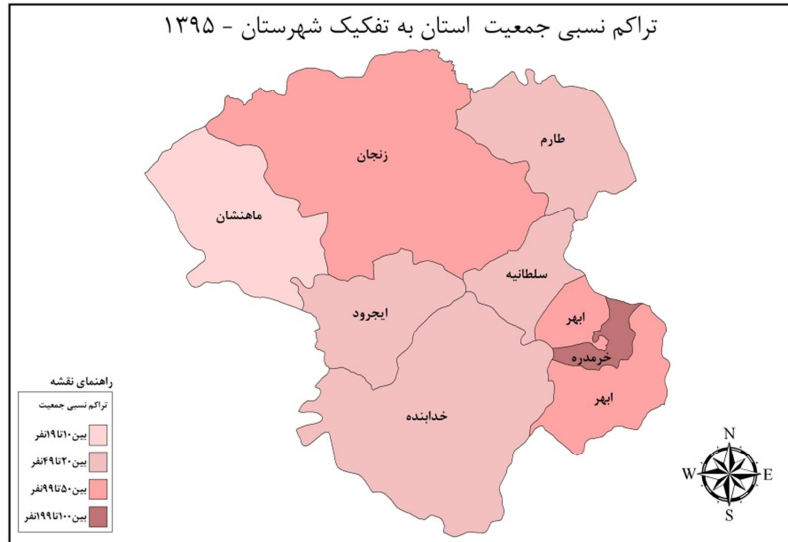 تراکم نسبی جمعیت استان به تفکیک شهرستان - ۱۳۹۵
طارم
زنجان
ماهنشان
سلطانیه
ایجرود
ابهر
خرمدره
ابهر
خدابنده
راهنمای نقشه
تراکم نسبی جمعیت
بین۱۰تا۱۹نفر
بین۲۰تا۴۹نفر
بین۵۰تا۹۹نفر
بین۱۰۰تا۱۹۹نفر
N
W E
S